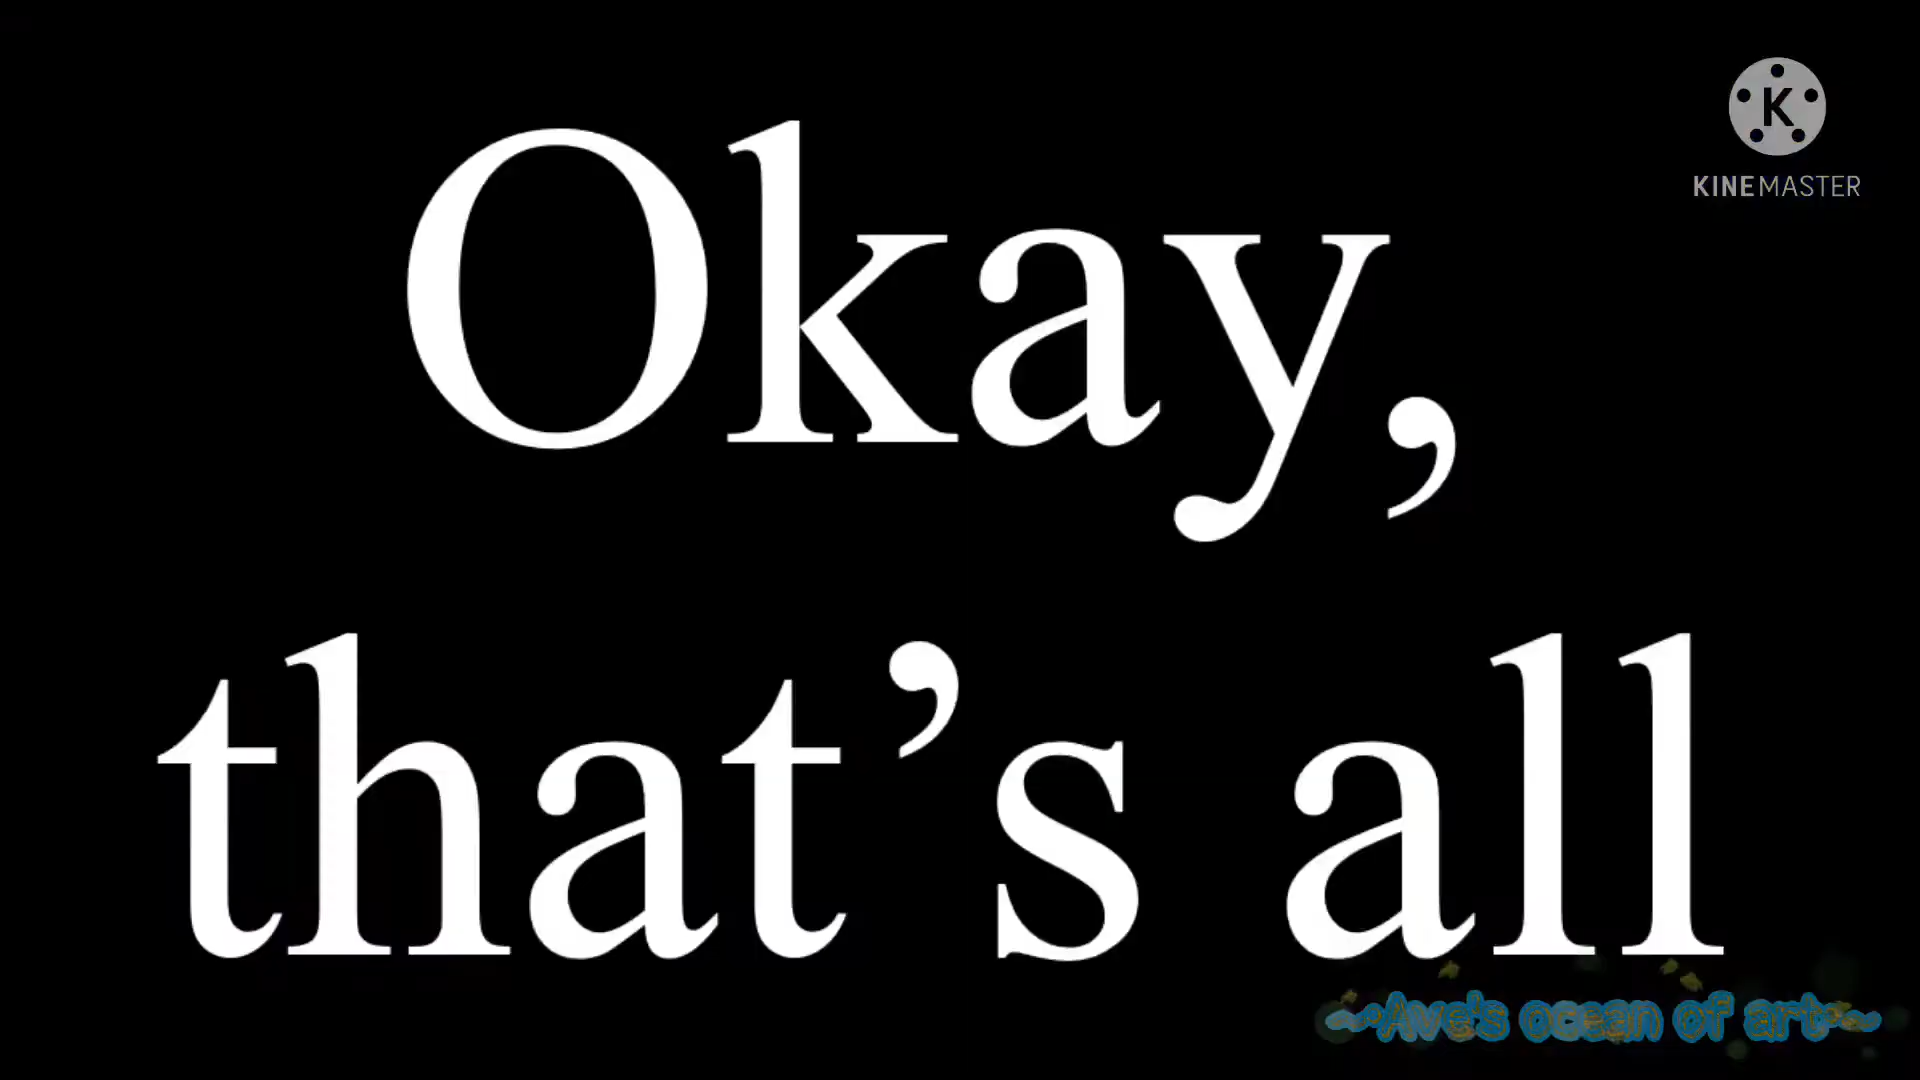 K
KINEMASTER
Okay,
that’s all
~Ave's ocean of art~